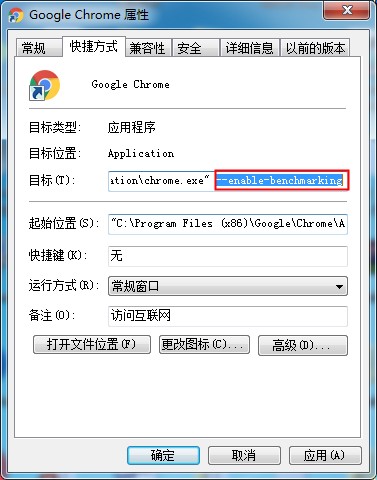 Google Chrome 属性
常规 快捷方式 兼容性 安全 详细信息 以前的版本
Google Chrome
目标类型: 应用程序
目标位置: Application
目标(T): ation\chrome.exe" --enable-benchmarking
起始位置(S): "C:\Program Files (x86)\Google\Chrome\A
快捷键(K): 无
运行方式(R): 常规窗口
备注(O): 访问互联网
打开文件位置(F) 更改图标(C)... 高级(D)...
确定 取消 应用(A)